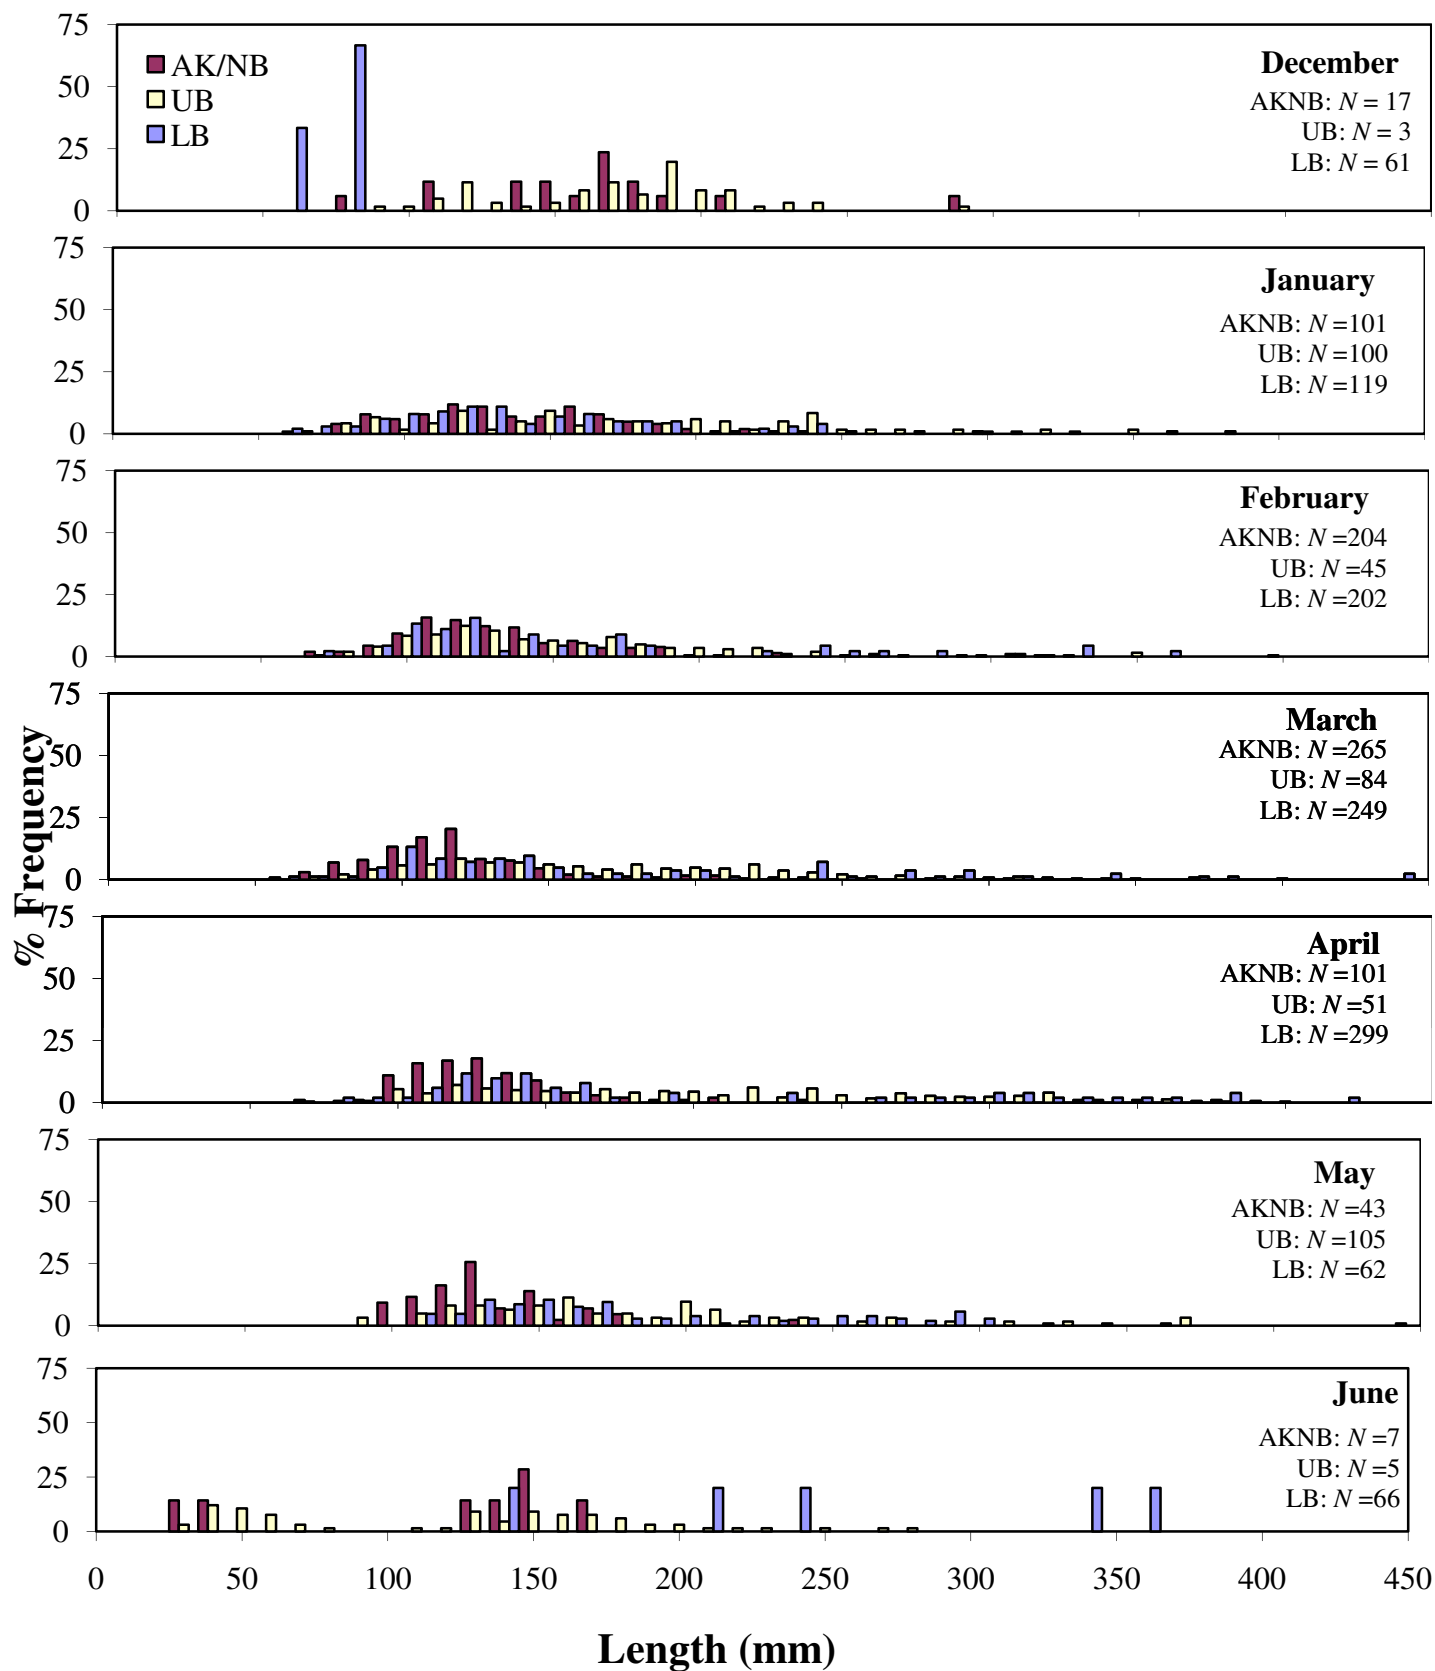 75
50
25
0
AK/NB
UB
LB
December
AKNB: N = 17
UB: N = 3
LB: N = 61
75
50
25
0
January
AKNB: N =101
UB: N =100
LB: N =119
75
50
25
0
February
AKNB: N =204
UB: N =45
LB: N =202
75
50
25
0
March
AKNB: N =265
UB: N =84
LB: N =249
% Frequency
75
50
25
0
April
AKNB: N =101
UB: N =51
LB: N =299
75
50
25
0
May
AKNB: N =43
UB: N =105
LB: N =62
75
50
25
0
June
AKNB: N =7
UB: N =5
LB: N =66
0 50 100 150 200 250 300 350 400 450
Length (mm)